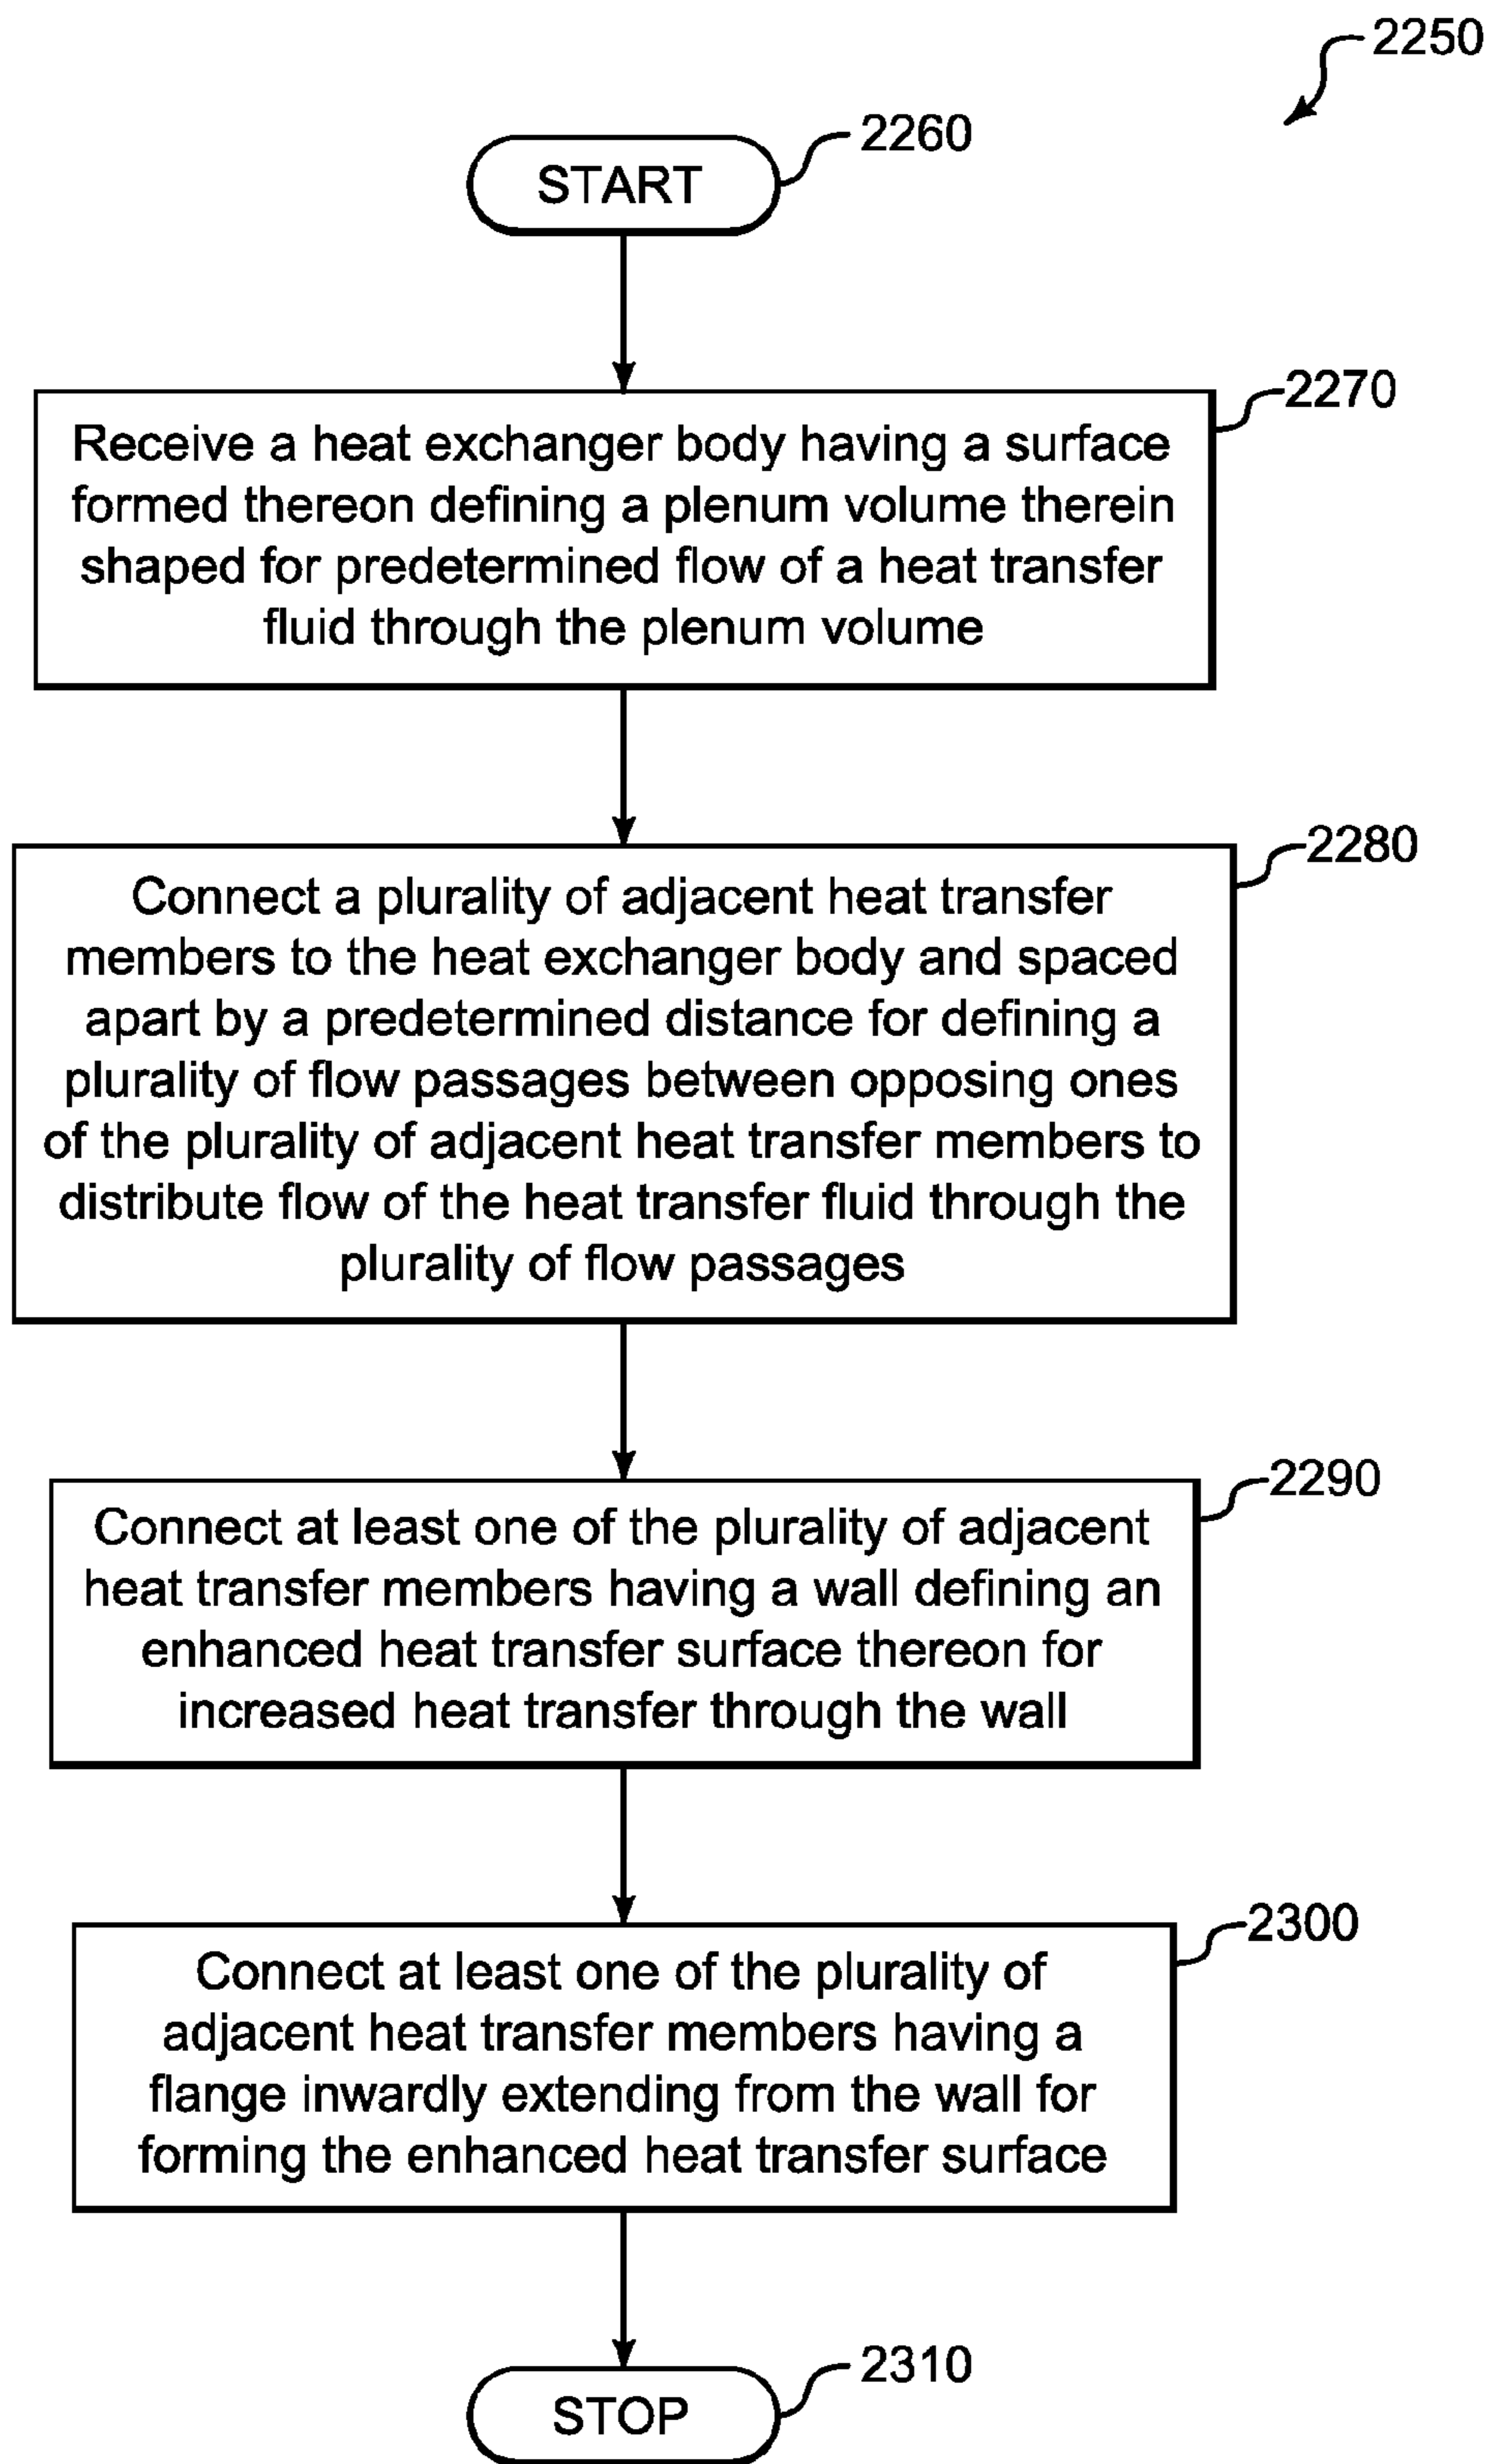 2250
2260
START
2270
Receive a heat exchanger body having a surface
formed thereon defining a plenum volume therein
shaped for predetermined flow of a heat transfer
fluid through the plenum volume
2280
Connect a plurality of adjacent heat transfer
members to the heat exchanger body and spaced
apart by a predetermined distance for defining a
plurality of flow passages between opposing ones
of the plurality of adjacent heat transfer members to
distribute flow of the heat transfer fluid through the
plurality of flow passages
2290
Connect at least one of the plurality of adjacent
heat transfer members having a wall defining an
enhanced heat transfer surface thereon for
increased heat transfer through the wall
2300
Connect at least one of the plurality of
adjacent heat transfer members having a
flange inwardly extending from the wall for
forming the enhanced heat transfer surface
2310
STOP